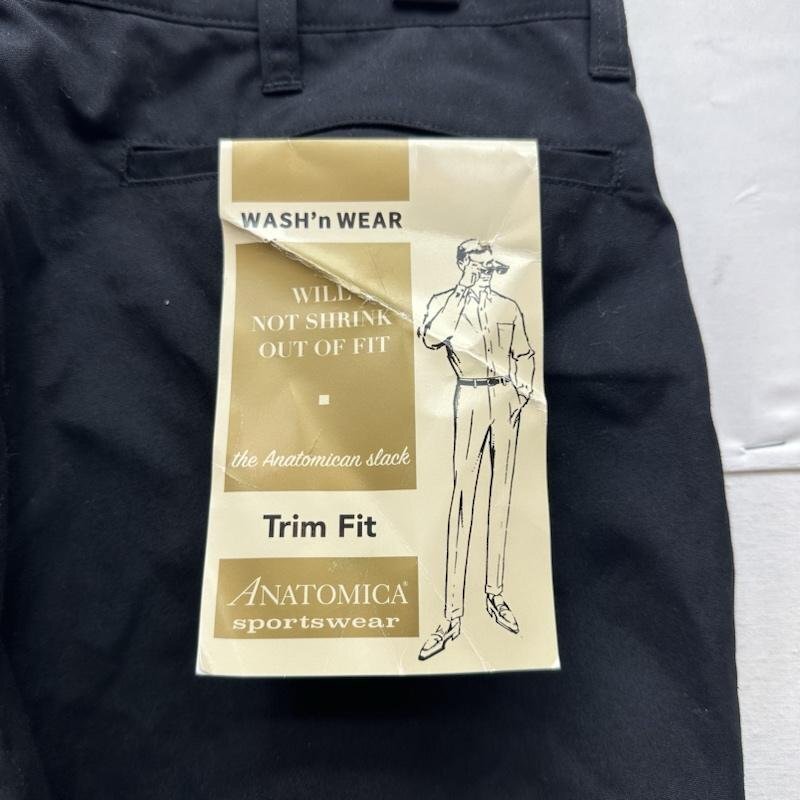 WASH'n WEAR
WILL
NOT SHRINK
OUT OF FIT
the Anatomican slack
Trim Fit
ANATOMICA®
sportswear